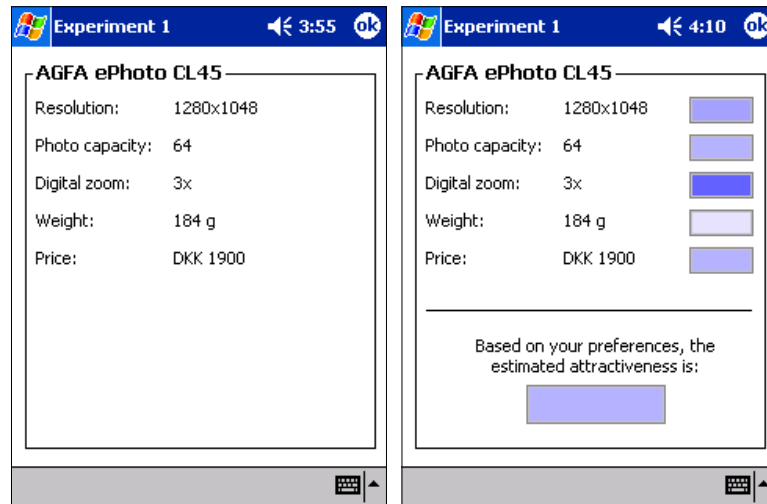 Experiment 1
3:55
ok
AGFA ePhoto CL45
Resolution: 1280x1048
Photo capacity: 64
Digital zoom: 3x
Weight: 184 g
Price: DKK 1900
Experiment 1
4:10
ok
AGFA ePhoto CL45
Resolution: 1280x1048
Photo capacity: 64
Digital zoom: 3x
Weight: 184 g
Price: DKK 1900
Based on your preferences, the
estimated attractiveness is: